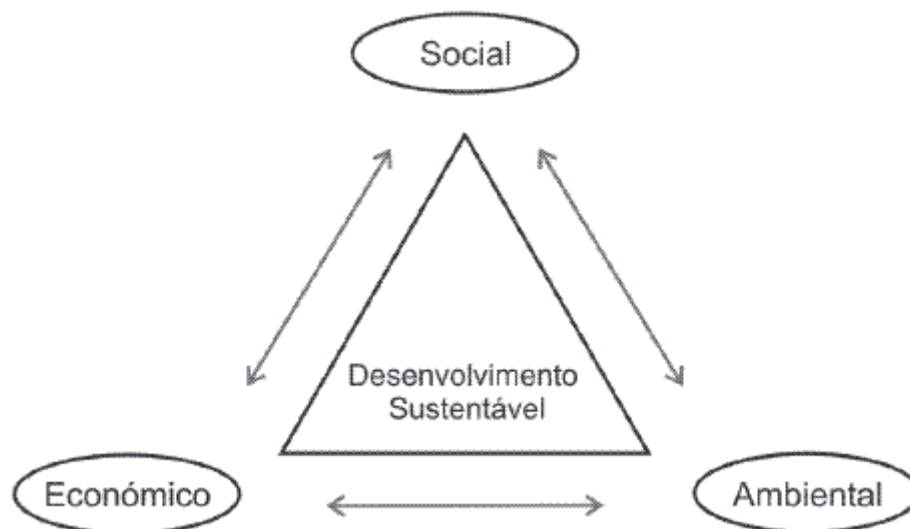 Social
Desenvolvimento
Sustentável
Económico
Ambiental